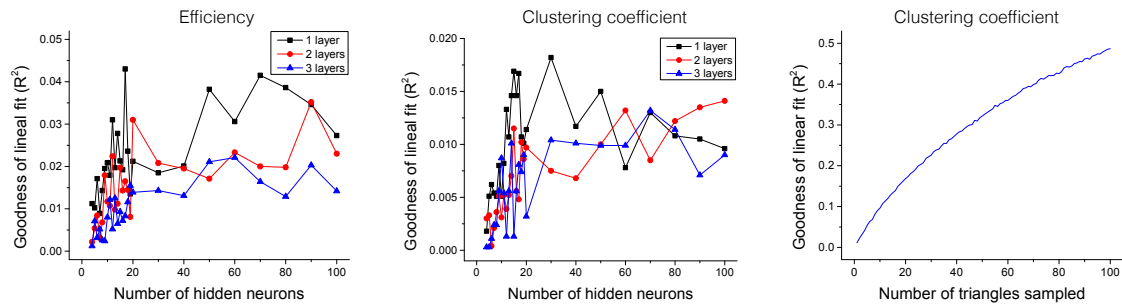 Efficiency
Goodness of lineal fit (R²)
0.05
0.04
0.03
0.02
0.01
0.00
1 layer
2 layers
3 layers
0 20 40 60 80 100
Number of hidden neurons
Clustering coefficient
Goodness of lineal fit (R²)
0.020
0.015
0.010
0.005
0.000
1 layer
2 layers
3 layers
0 20 40 60 80 100
Number of hidden neurons
Clustering coefficient
Goodness of linear fit (R²)
0.5
0.4
0.3
0.2
0.1
0.0
0 20 40 60 80 100
Number of triangles sampled